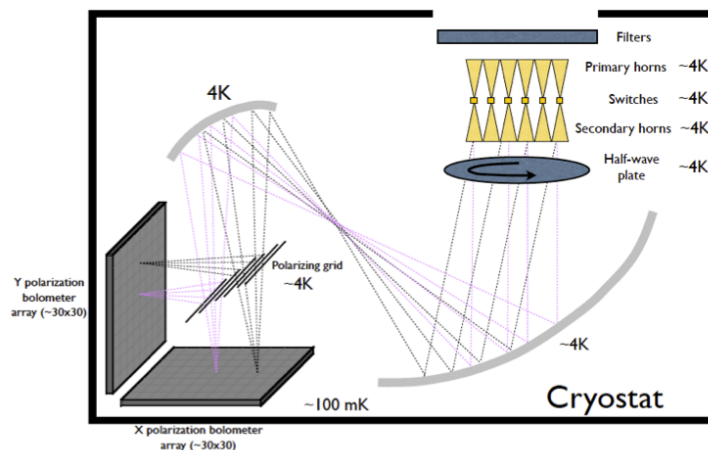 Filters
Primary horns ~4K
Switches ~4K
Secondary horns ~4K
Half-wave
plate ~4K
4K
Polarizing grid
~4K
Y polarization
bolometer
array (~30x30)
~4K
~100 mK
Cryostat
X polarization bolometer
array (~30x30)